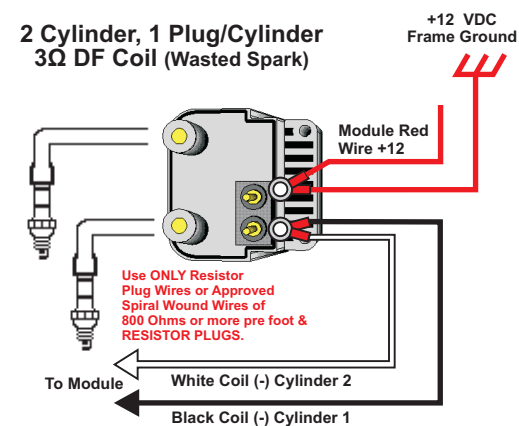 2 Cylinder, 1 Plug/Cylinder
3Ω DF Coil (Wasted Spark)
+12 VDC
Frame Ground
Module Red
Wire +12
Use ONLY Resistor
Plug Wires or Approved
Spiral Wound Wires of
800 Ohms or more pre foot &
RESISTOR PLUGS.
To Module
White Coil (-) Cylinder 2
Black Coil (-) Cylinder 1